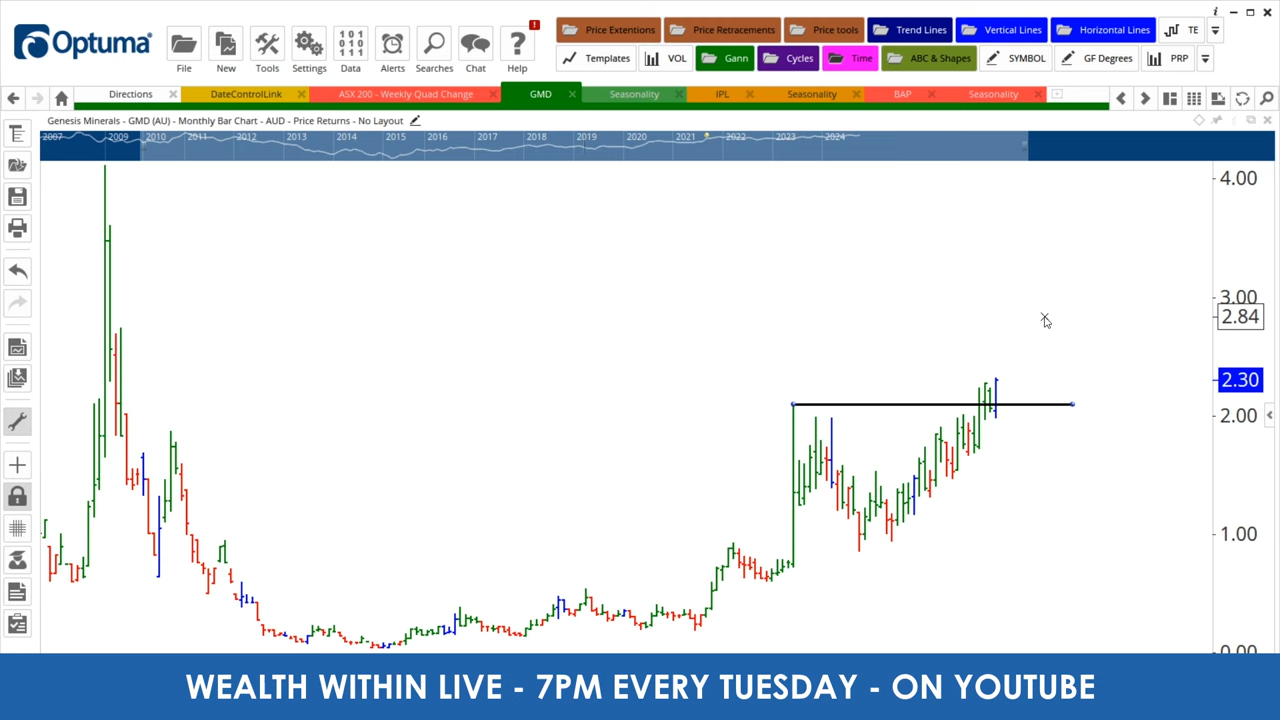 Optuma
File
New
Tools
Settings
Data
Alerts
Searches
Chat
Help
Price Extentions
Price Retracements
Price tools
Trend Lines
Vertical Lines
Horizontal Lines
TE
Templates
VOL
Gann
Cycles
Time
ABC & Shapes
SYMBOL
GF Degrees
PRP
Directions
DateControlLink
ASX 200 - Weekly Quad Change
GMD
Seasonality
IPL
Seasonality
BAP
Seasonality
Genesis Minerals - GMD (AU) - Monthly Bar Chart - AUD - Price Returns - No Layout
2007 2009 2010 2011 2012 2013 2014 2015 2016 2017 2018 2019 2020 2021 2022 2023 2024
4.00
3.00
2.84
2.30
2.00
1.00
0.00
WEALTH WITHIN LIVE - 7PM EVERY TUESDAY - ON YOUTUBE